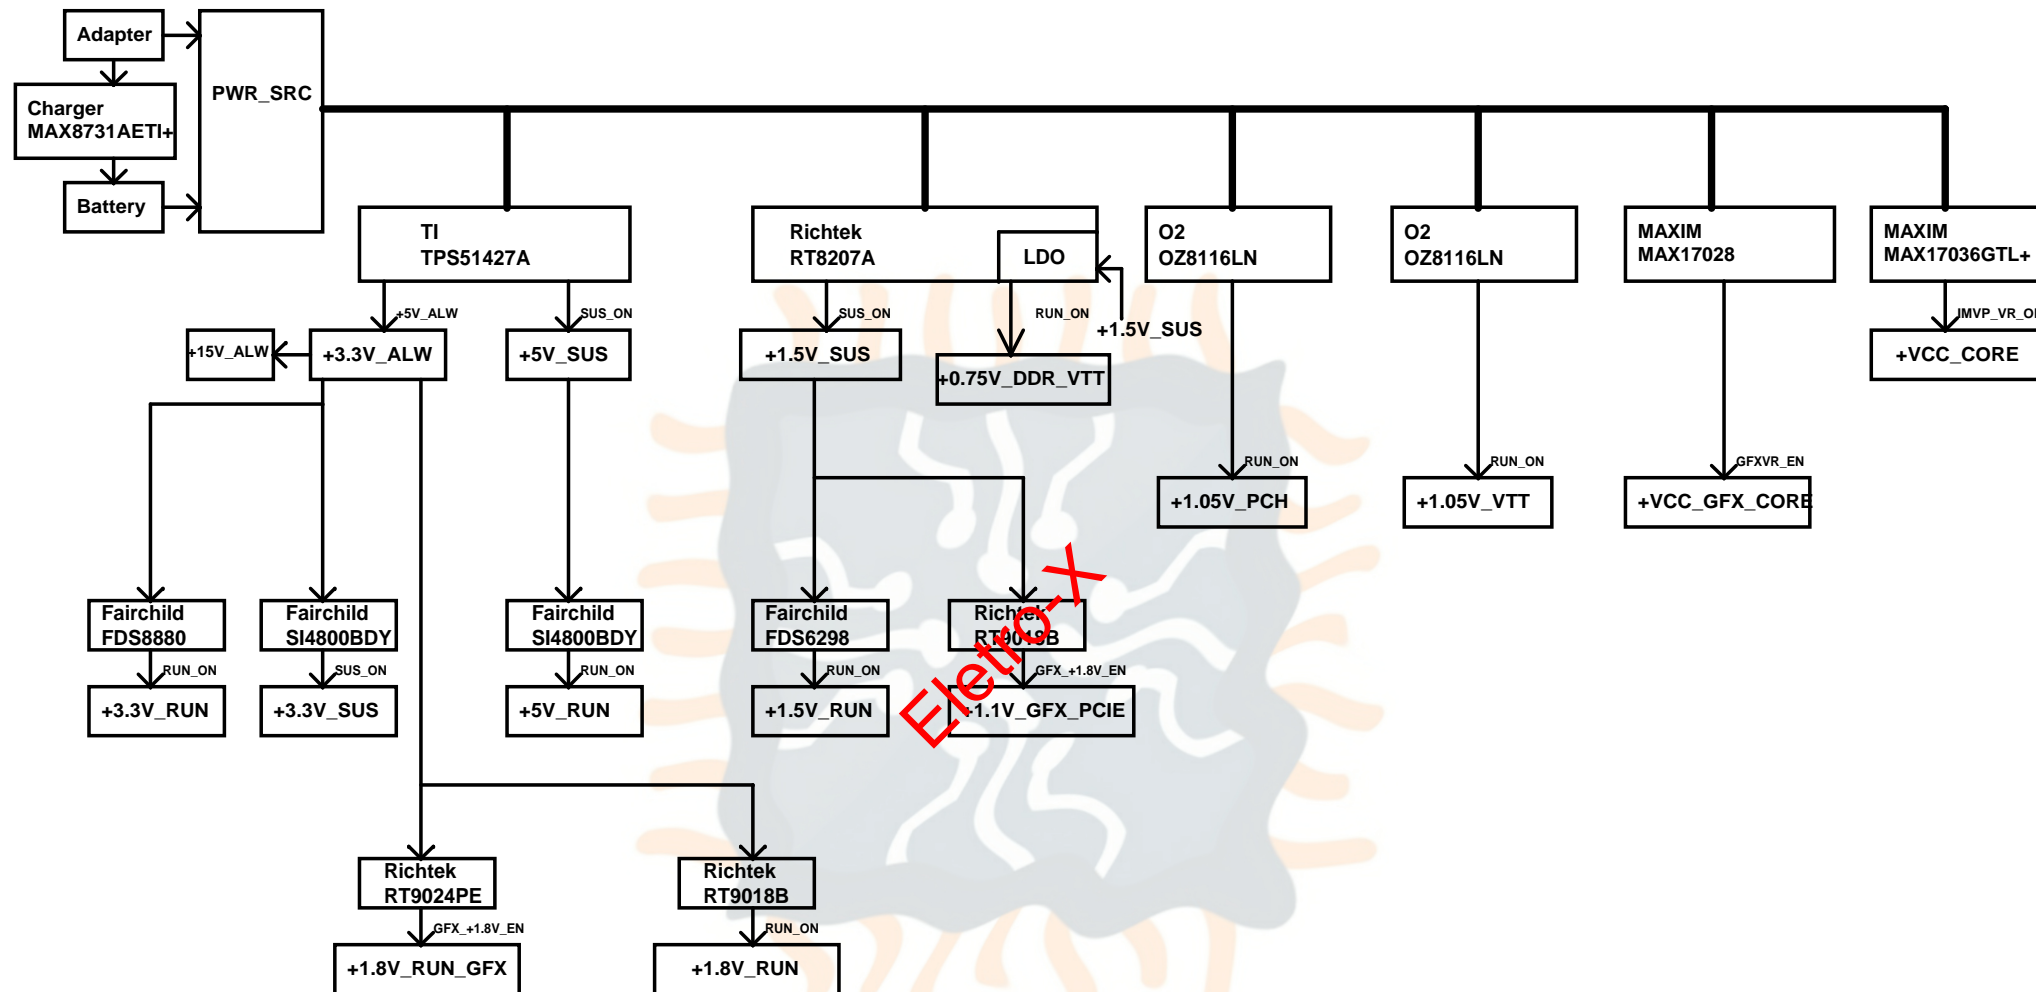 Adapter
PWR_SRC
Charger
MAX8731AETI+
Battery
TI
TPS51427A
Richtek
RT8207A
LDO
O2
OZ8116LN
O2
OZ8116LN
MAXIM
MAX17028
MAXIM
MAX17036GTL+
+5V_ALW
SUS_ON
SUS_ON
RUN_ON
+1.5V_SUS
IMVP_VR_ON
+15V_ALW
+3.3V_ALW
+5V_SUS
+1.5V_SUS
+0.75V_DDR_VTT
+VCC_CORE
RUN_ON
RUN_ON
GFXVR_EN
+1.05V_PCH
+1.05V_VTT
+VCC_GFX_CORE
Fairchild
FDS8880
Fairchild
SI4800BDY
Fairchild
SI4800BDY
Fairchild
FDS6298
Richtek
RT9018B
RUN_ON
SUS_ON
RUN_ON
RUN_ON
GFX_+1.8V_EN
+3.3V_RUN
+3.3V_SUS
+5V_RUN
+1.5V_RUN
+1.1V_GFX_PCIE
Eletro-X
Richtek
RT9024PE
Richtek
RT9018B
GFX_+1.8V_EN
RUN_ON
+1.8V_RUN_GFX
+1.8V_RUN